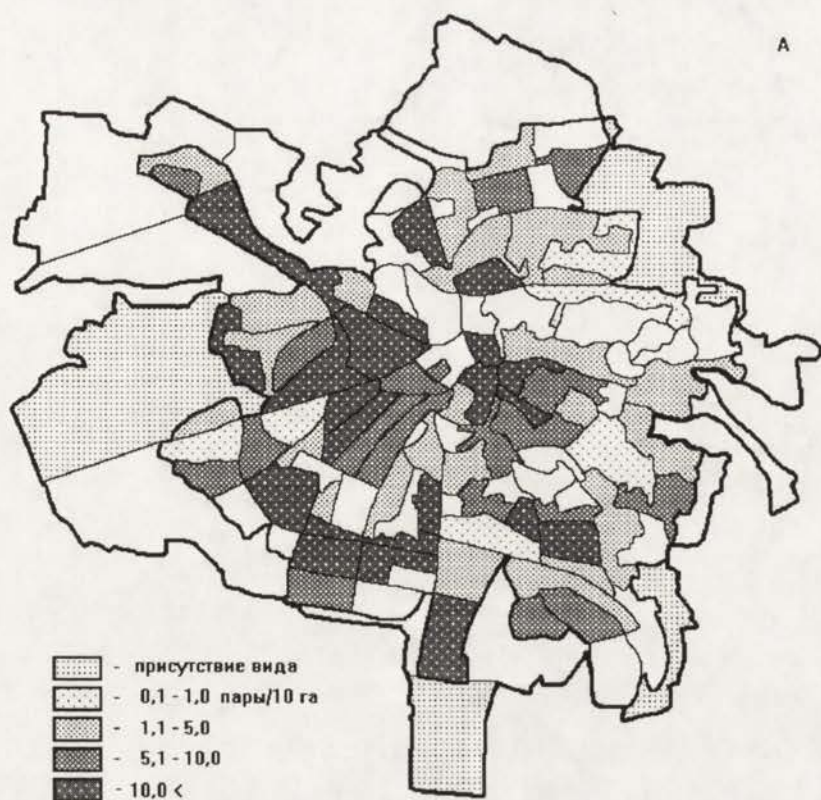 А
- присутствие вида
- 0,1 - 1,0 пары/10 га
- 1,1 - 5,0
- 5,1 - 10,0
- 10,0 <